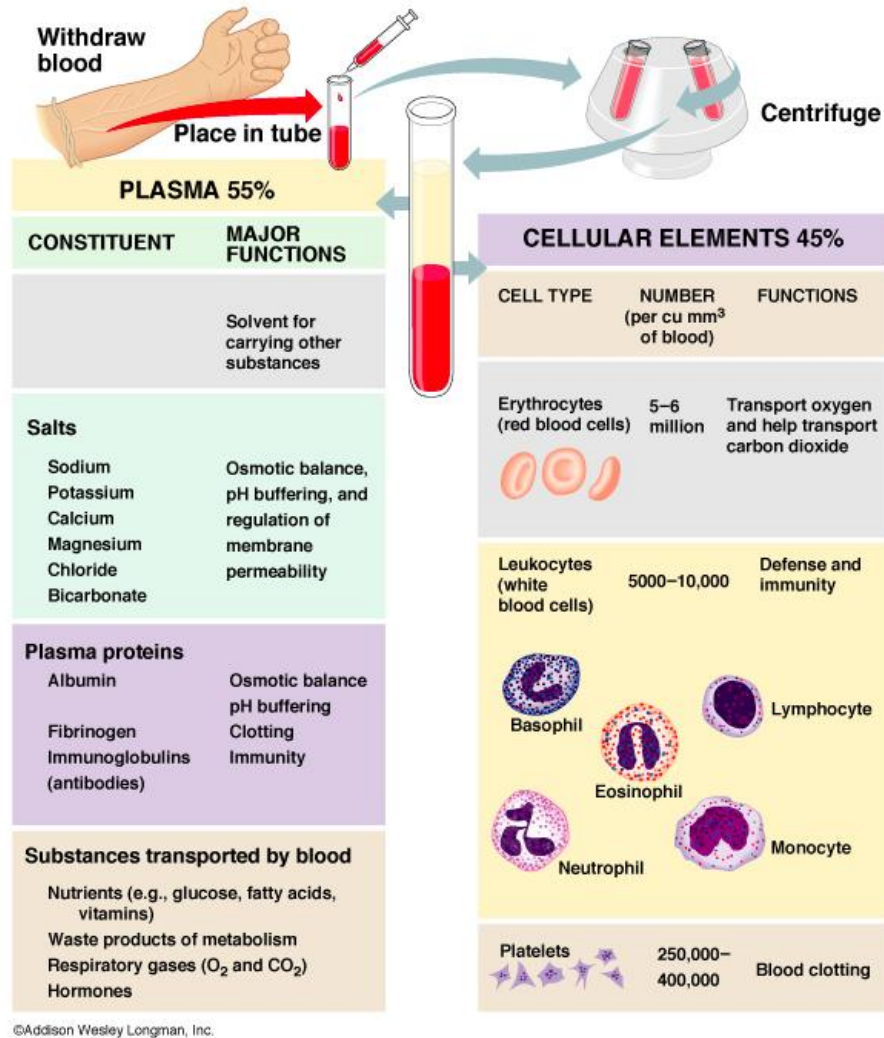 Withdraw
blood
Place in tube
Centrifuge
PLASMA 55%
CONSTITUENT MAJOR
FUNCTIONS
Solvent for
carrying other
substances
Salts
Sodium Osmotic balance,
Potassium pH buffering, and
Calcium regulation of
Magnesium membrane
Chloride permeability
Bicarbonate
Plasma proteins
Albumin Osmotic balance
pH buffering
Fibrinogen Clotting
Immunoglobulins Immunity
(antibodies)
Substances transported by blood
Nutrients (e.g., glucose, fatty acids,
vitamins)
Waste products of metabolism
Respiratory gases (O₂ and CO₂)
Hormones
CELLULAR ELEMENTS 45%
CELL TYPE NUMBER FUNCTIONS
(per cu mm³
of blood)
Erythrocytes 5–6 Transport oxygen
(red blood cells) million and help transport
carbon dioxide
Leukocytes Defense and
(white 5000–10,000 immunity
blood cells)
Basophil
Lymphocyte
Eosinophil
Neutrophil
Monocyte
Platelets 250,000–
400,000 Blood clotting
©Addison Wesley Longman, Inc.